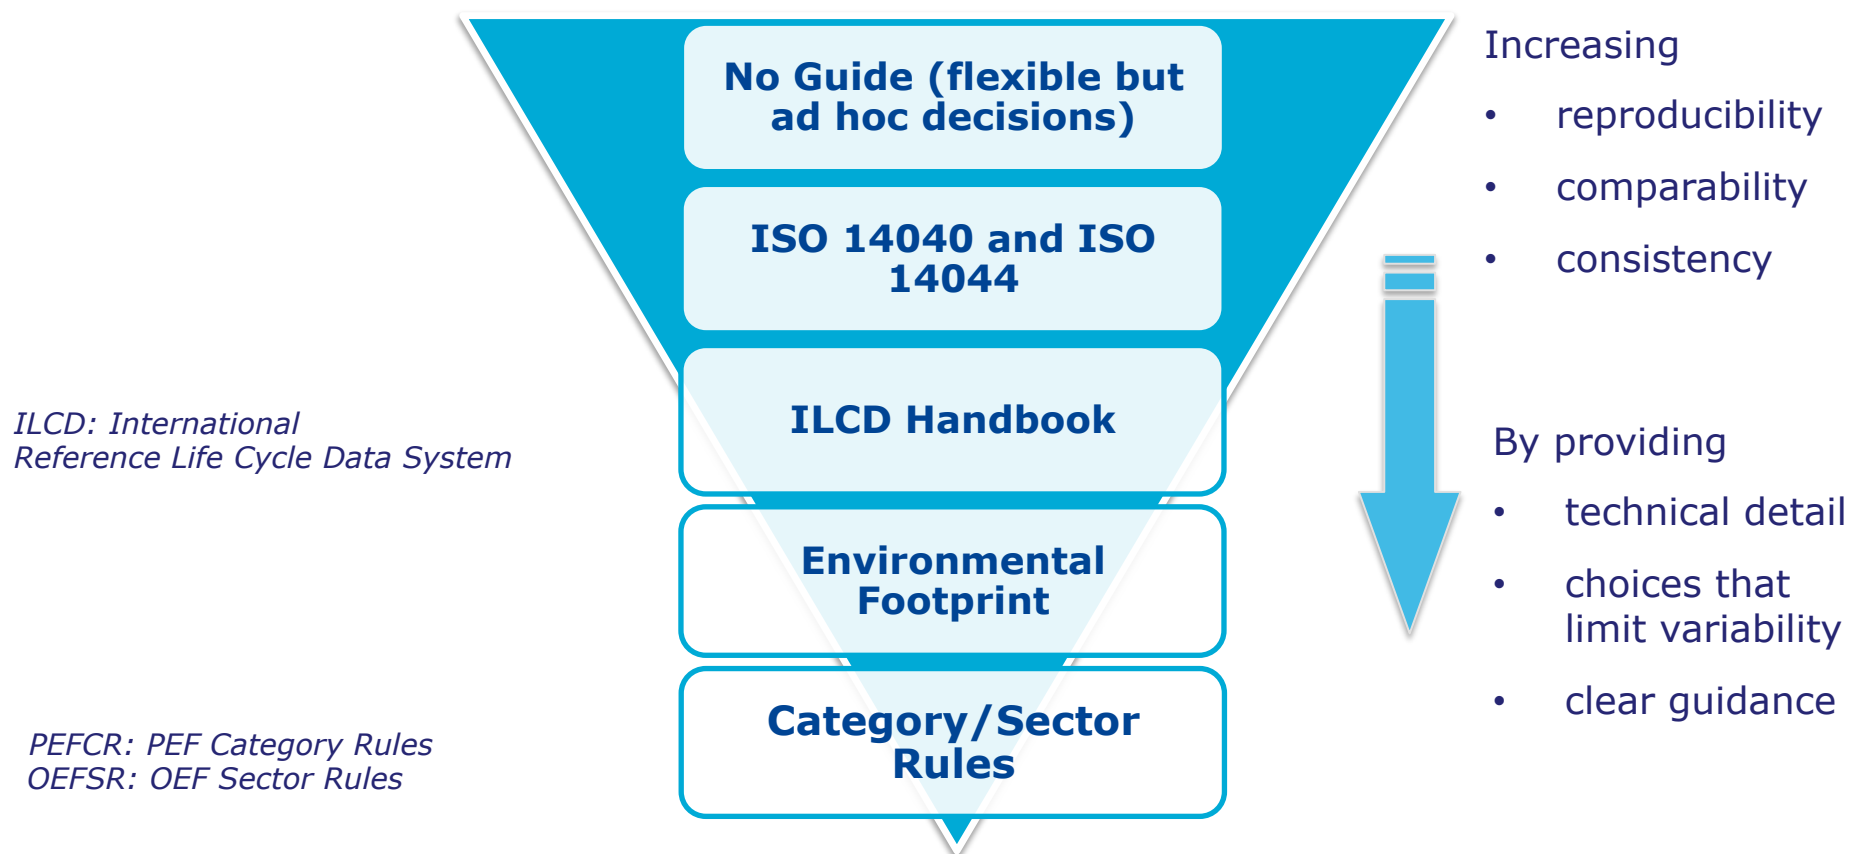 No Guide (flexible but
ad hoc decisions)
ISO 14040 and ISO
14044
ILCD Handbook
Environmental
Footprint
Category/Sector
Rules
ILCD: International
Reference Life Cycle Data System
PEFCR: PEF Category Rules
OEFSR: OEF Sector Rules
Increasing
• reproducibility
• comparability
• consistency
By providing
• technical detail
• choices that
limit variability
• clear guidance